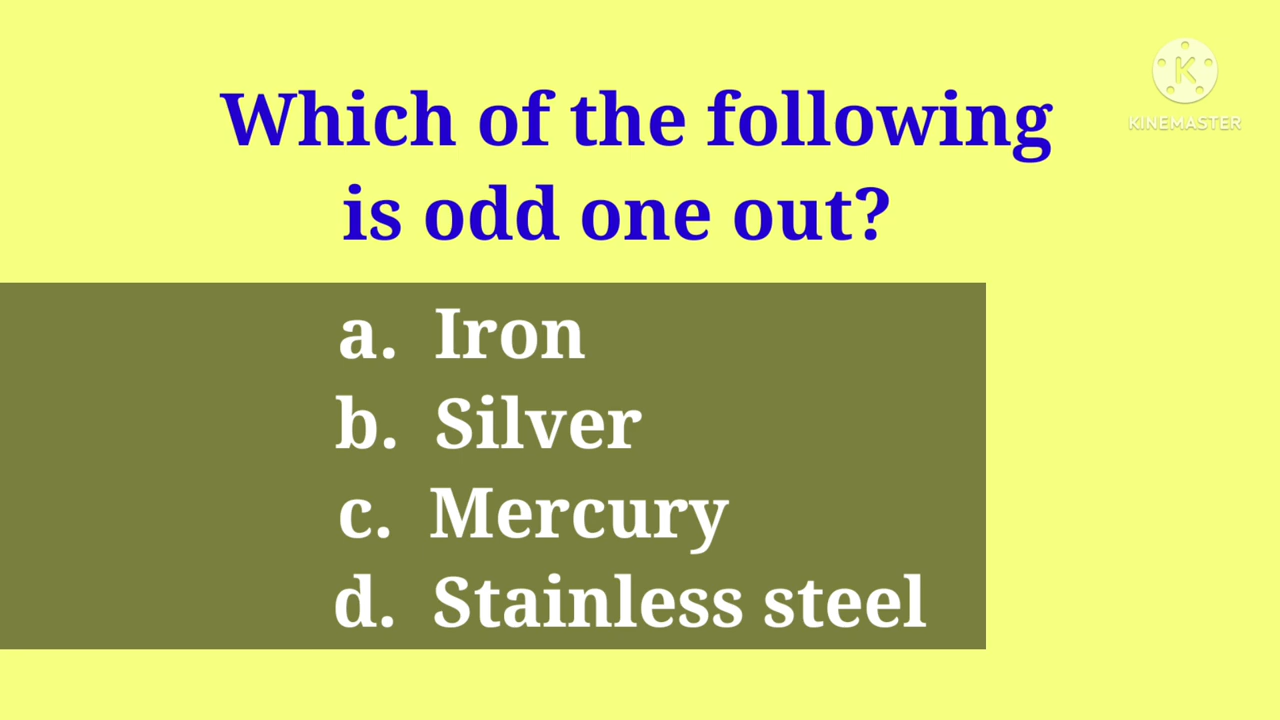 KINEMASTER
Which of the following
is odd one out?
a. Iron
b. Silver
c. Mercury
d. Stainless steel